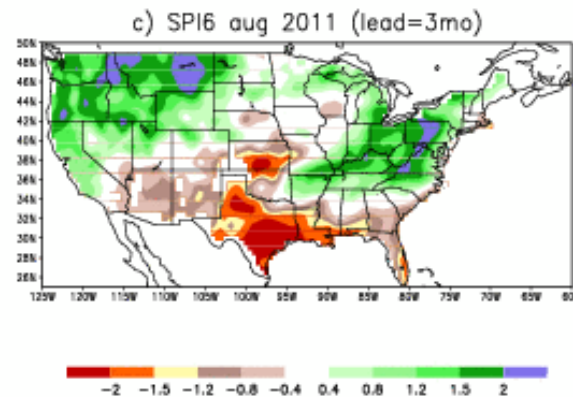 c) SPI6 aug 2011 (lead=3mo)
50N
48N
46N
44N
42N
40N
38N
36N
34N
32N
30N
28N
26N
125W 120W 115W 110W 105W 100W 95W 90W 85W 80W 75W 70W 65W 60
-2 -1.5 -1.2 -0.8 -0.4 0.4 0.8 1.2 1.5 2